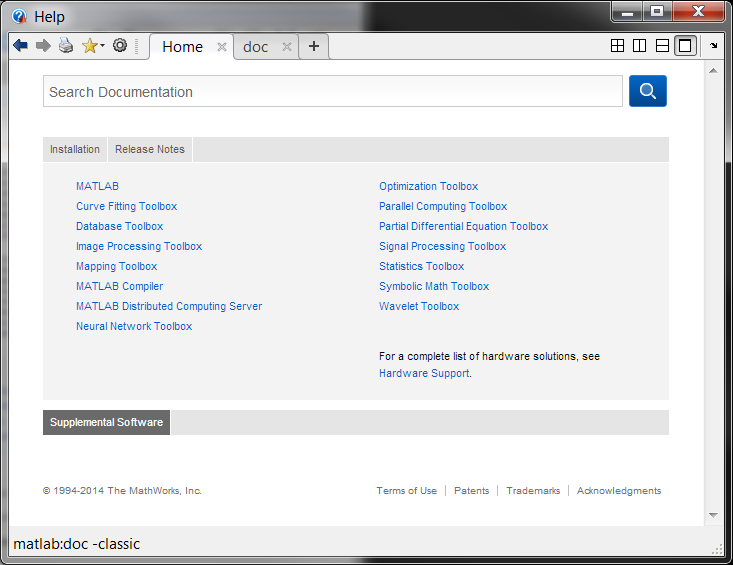 Help
Home doc +
Search Documentation
Installation Release Notes
MATLAB
Curve Fitting Toolbox
Database Toolbox
Image Processing Toolbox
Mapping Toolbox
MATLAB Compiler
MATLAB Distributed Computing Server
Neural Network Toolbox
Optimization Toolbox
Parallel Computing Toolbox
Partial Differential Equation Toolbox
Signal Processing Toolbox
Statistics Toolbox
Symbolic Math Toolbox
Wavelet Toolbox
For a complete list of hardware solutions, see
Hardware Support.
Supplemental Software
© 1994-2014 The MathWorks, Inc. Terms of Use | Patents | Trademarks | Acknowledgments
matlab:doc -classic